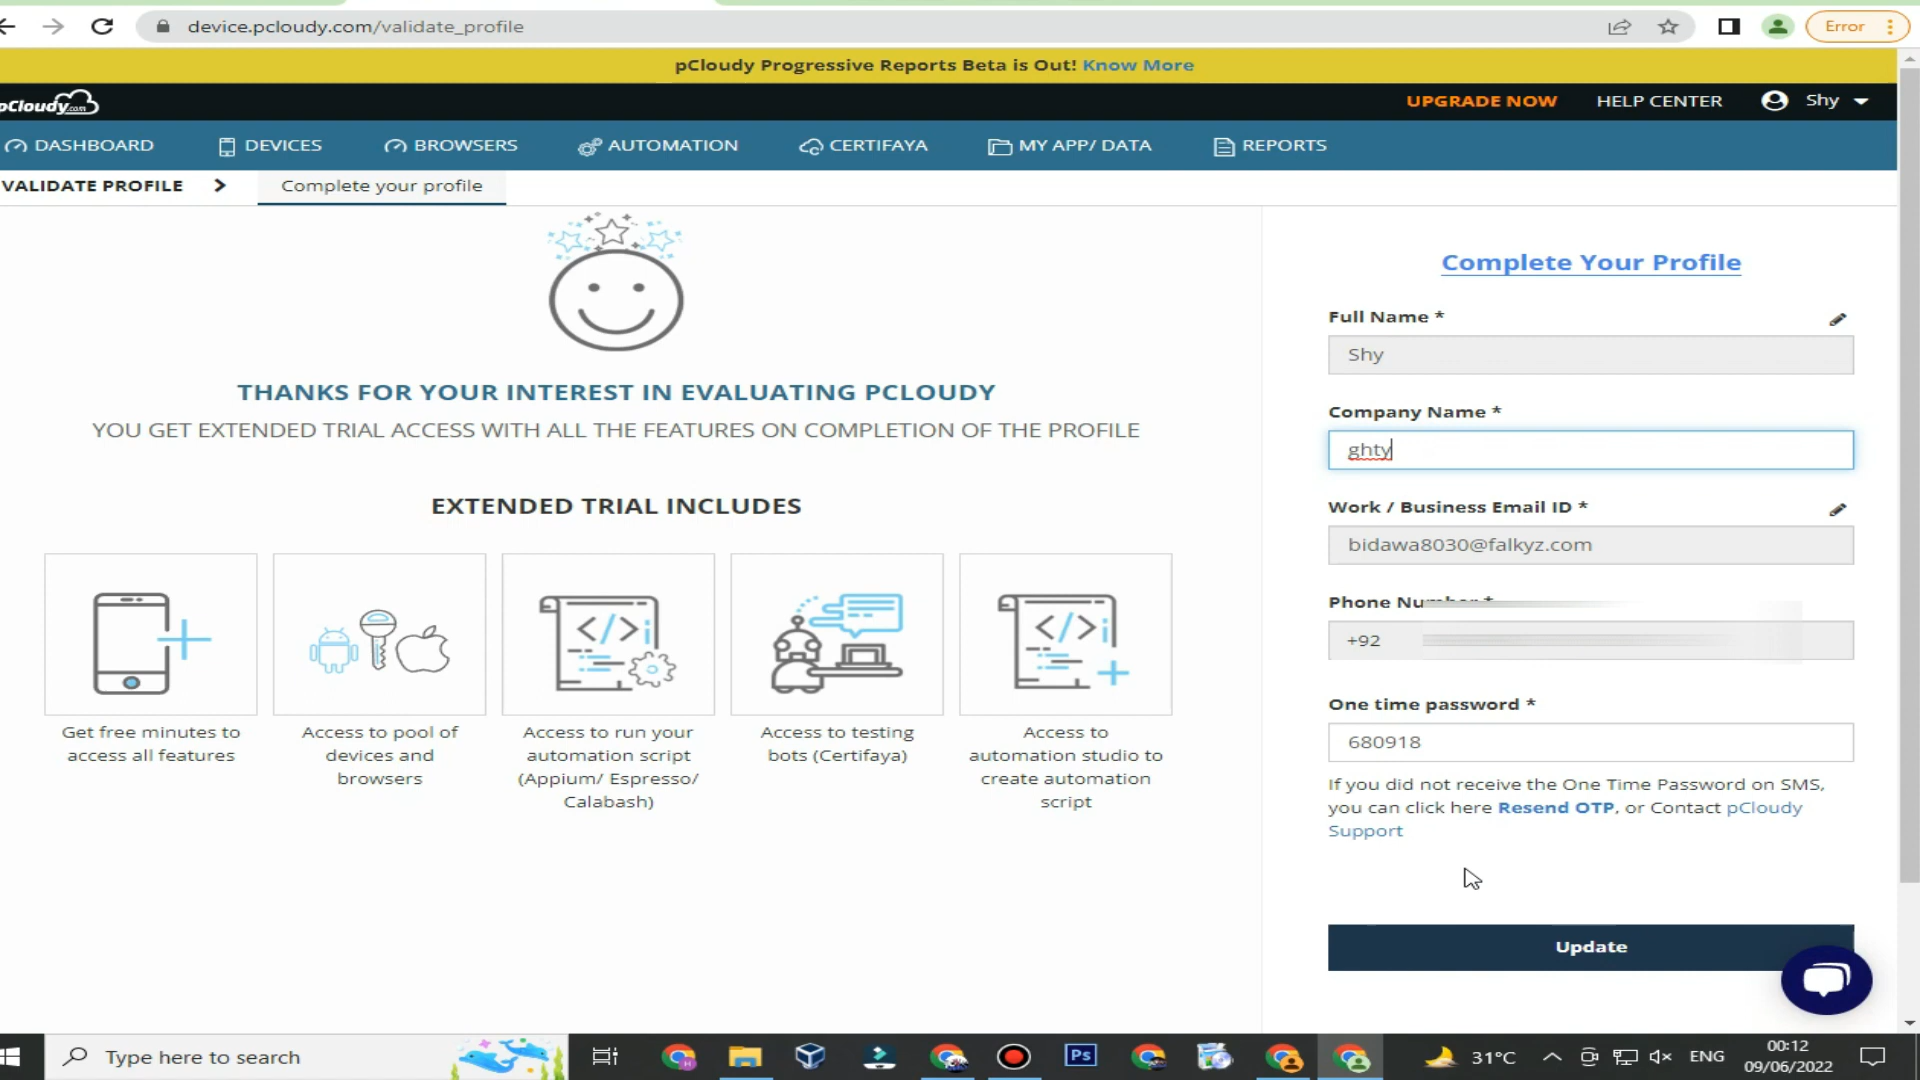 device.pcloudy.com/validate_profile
Error
pCloudy Progressive Reports Beta is Out! Know More
pCloudy.com
UPGRADE NOW
HELP CENTER
Shy
DASHBOARD
DEVICES
BROWSERS
AUTOMATION
CERTIFAYA
MY APP/ DATA
REPORTS
VALIDATE PROFILE
Complete your profile
THANKS FOR YOUR INTEREST IN EVALUATING PCLOUDY
YOU GET EXTENDED TRIAL ACCESS WITH ALL THE FEATURES ON COMPLETION OF THE PROFILE
EXTENDED TRIAL INCLUDES
Get free minutes to
access all features
Access to pool of
devices and
browsers
Access to run your
automation script
(Appium/ Espresso/
Calabash)
Access to testing
bots (Certifaya)
Access to
automation studio to
create automation
script
Complete Your Profile
Full Name *
Shy
Company Name *
ghty
Work / Business Email ID *
bidawa8030@falkyz.com
Phone Number *
+92
One time password *
680918
If you did not receive the One Time Password on SMS,
you can click here Resend OTP, or Contact pCloudy
Support
Update
Type here to search
Ps
31°C
ENG
00:12
09/06/2022